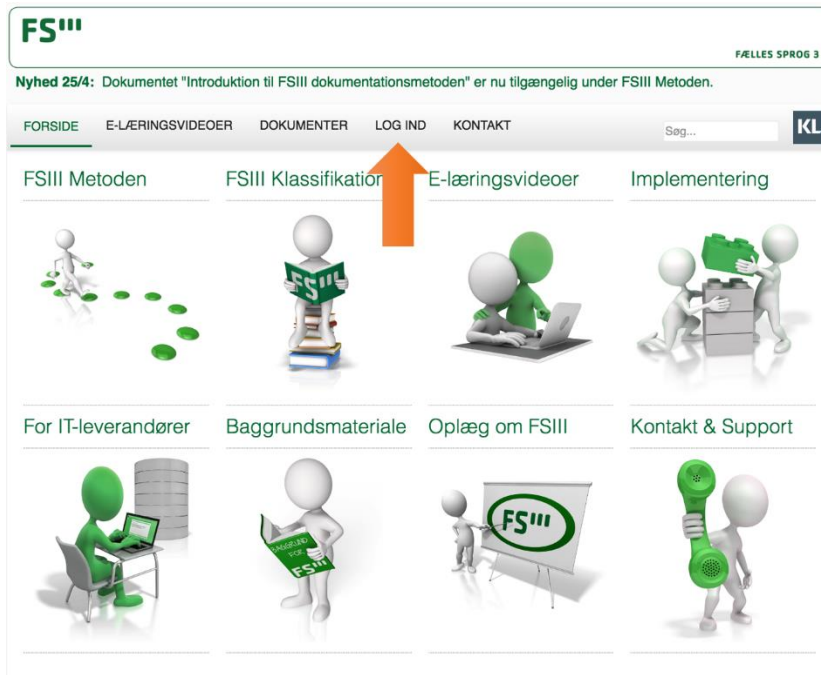 FS'''
FÆLLES SPROG 3
Nyhed 25/4: Dokumentet "Introduktion til FSIII dokumentationsmetoden" er nu tilgængelig under FSIII Metoden.
FORSIDE E-LÆRINGSVIDEOER DOKUMENTER LOG IND KONTAKT Søg... KL
FSIII Metoden FSIII Klassifikation E-læringsvideoer Implementering
FS'''
For IT-leverandører Baggrundsmateriale Oplæg om FSIII Kontakt & Support
FS'''
BAGGRUND
FOR
FS'''